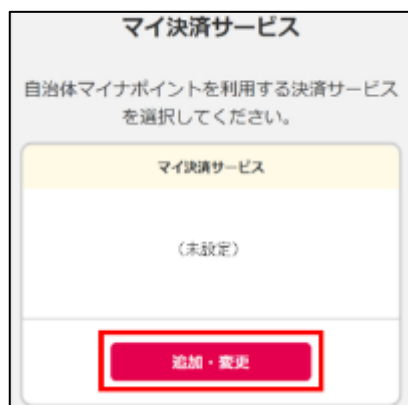 マイ決済サービス
自治体マイナポイントを利用する決済サービス
を選択してください。
マイ決済サービス
（未設定）
追加・変更